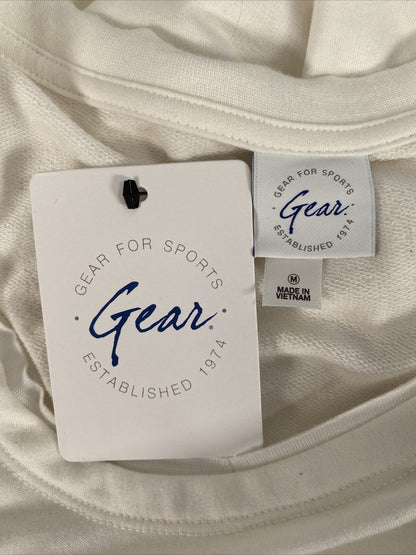 GEAR FOR SPORTS
Gear®
ESTABLISHED 1974
GEAR FOR SPORTS
Gear.
ESTABLISHED 1974
M
MADE IN
VIETNAM